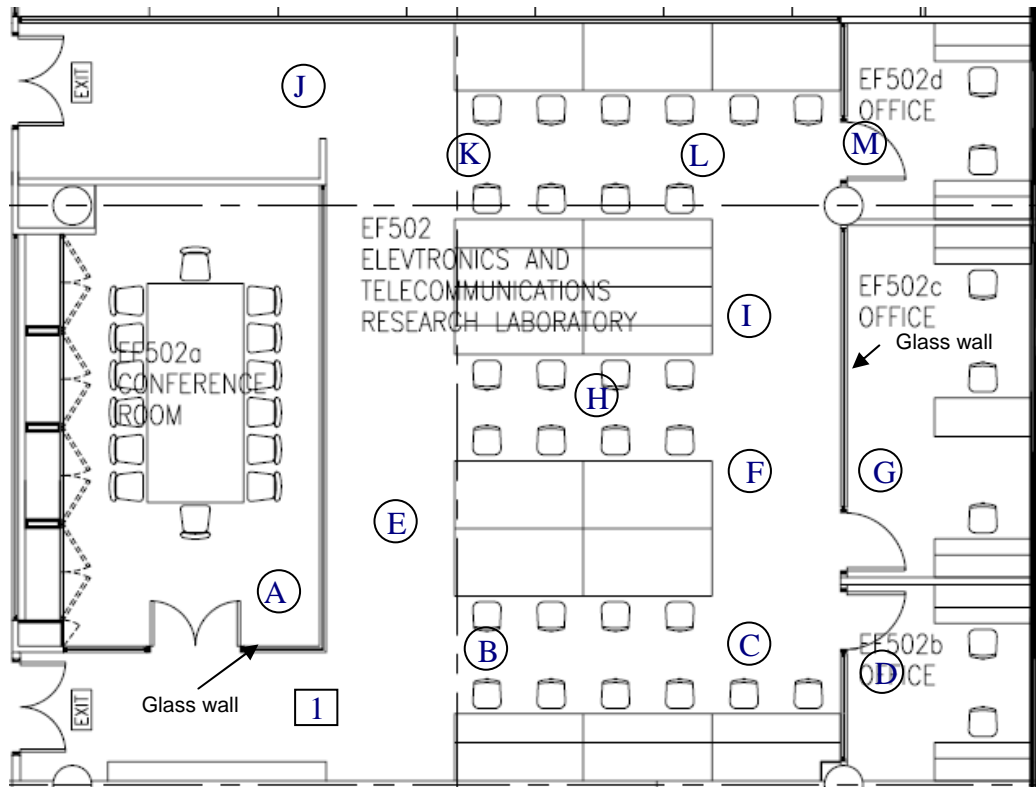 EXIT
J
EF502d
OFFICE
K
L
M
EF502
ELEVTRONICS AND
TELECOMMUNICATIONS
RESEARCH LABORATORY
I
EF502c
OFFICE
Glass wall
EF502a
CONFERENCE
ROOM
H
F
G
E
A
B
C
EF502b
OFFICE
D
Glass wall
EXIT
1